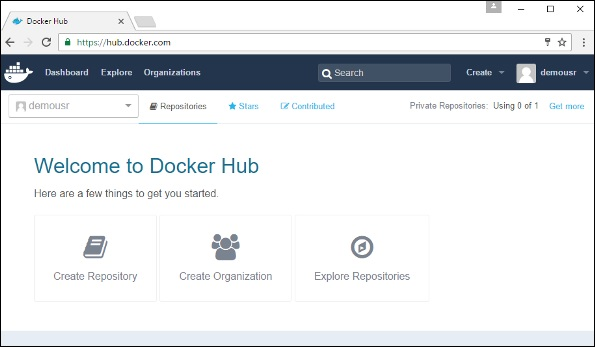 Docker Hub
https://hub.docker.com
Dashboard Explore Organizations Search Create demousr
demousr Repositories Stars Contributed Private Repositories: Using 0 of 1 Get more
Welcome to Docker Hub
Here are a few things to get you started.
Create Repository Create Organization Explore Repositories